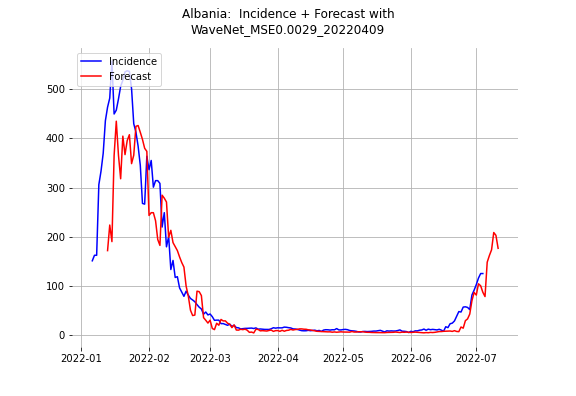 Albania:  Incidence + Forecast with
WaveNet_MSE0.0029_20220409
Incidence
Forecast
500
400
300
200
100
0
2022-01 2022-02 2022-03 2022-04 2022-05 2022-06 2022-07